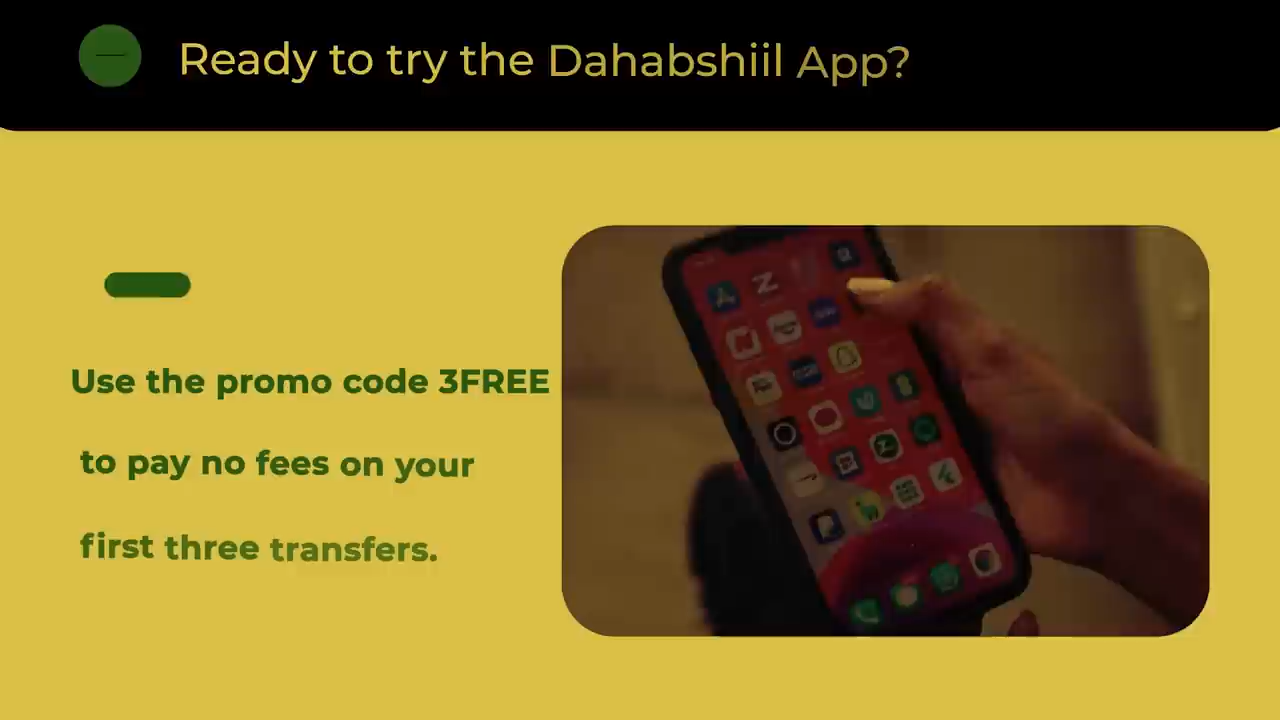 Ready to try the Dahabshiil App?
Use the promo code 3FREE
to pay no fees on your
first three transfers.